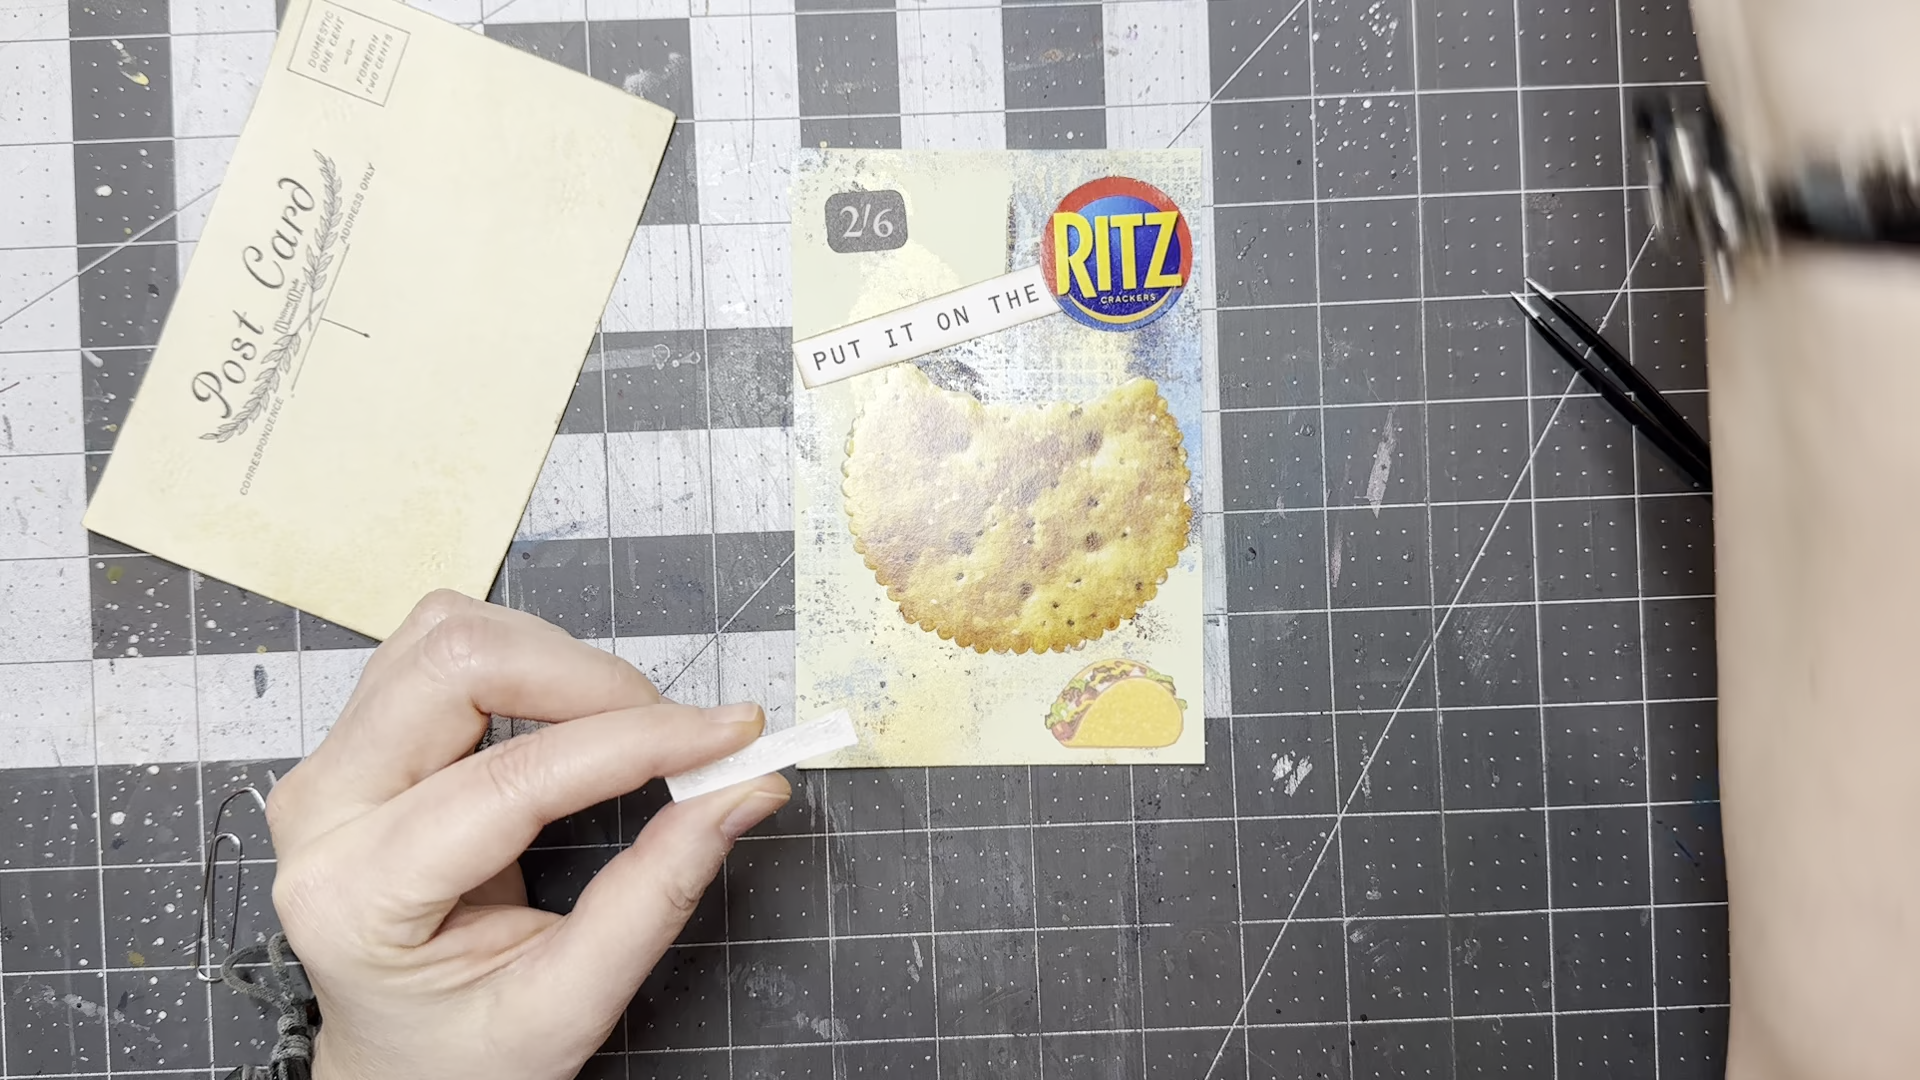 DOMESTIC
ONE CENT
FOREIGN
TWO CENTS
Post Card
ADDRESS ONLY
CORRESPONDENCE
2/6
RITZ
CRACKERS
PUT IT ON THE